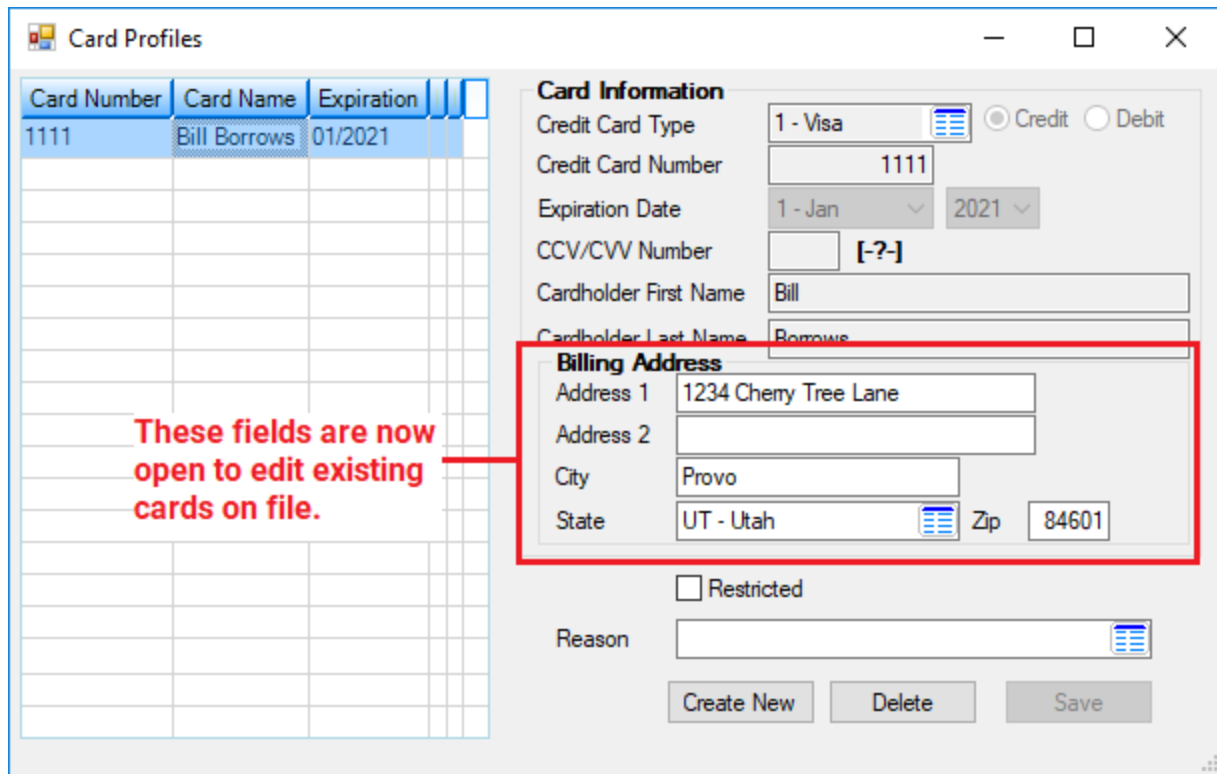 Card Profiles
Card Number Card Name Expiration
1111 Bill Borrows 01/2021
Card Information
Credit Card Type 1 - Visa Credit Debit
Credit Card Number 1111
Expiration Date 1 - Jan 2021
CCV/CVV Number [-?-]
Cardholder First Name Bill
Cardholder Last Name Borrows
Billing Address
Address 1 1234 Cherry Tree Lane
Address 2
City Provo
State UT - Utah Zip 84601
These fields are now
open to edit existing
cards on file.
Restricted
Reason
Create New Delete Save